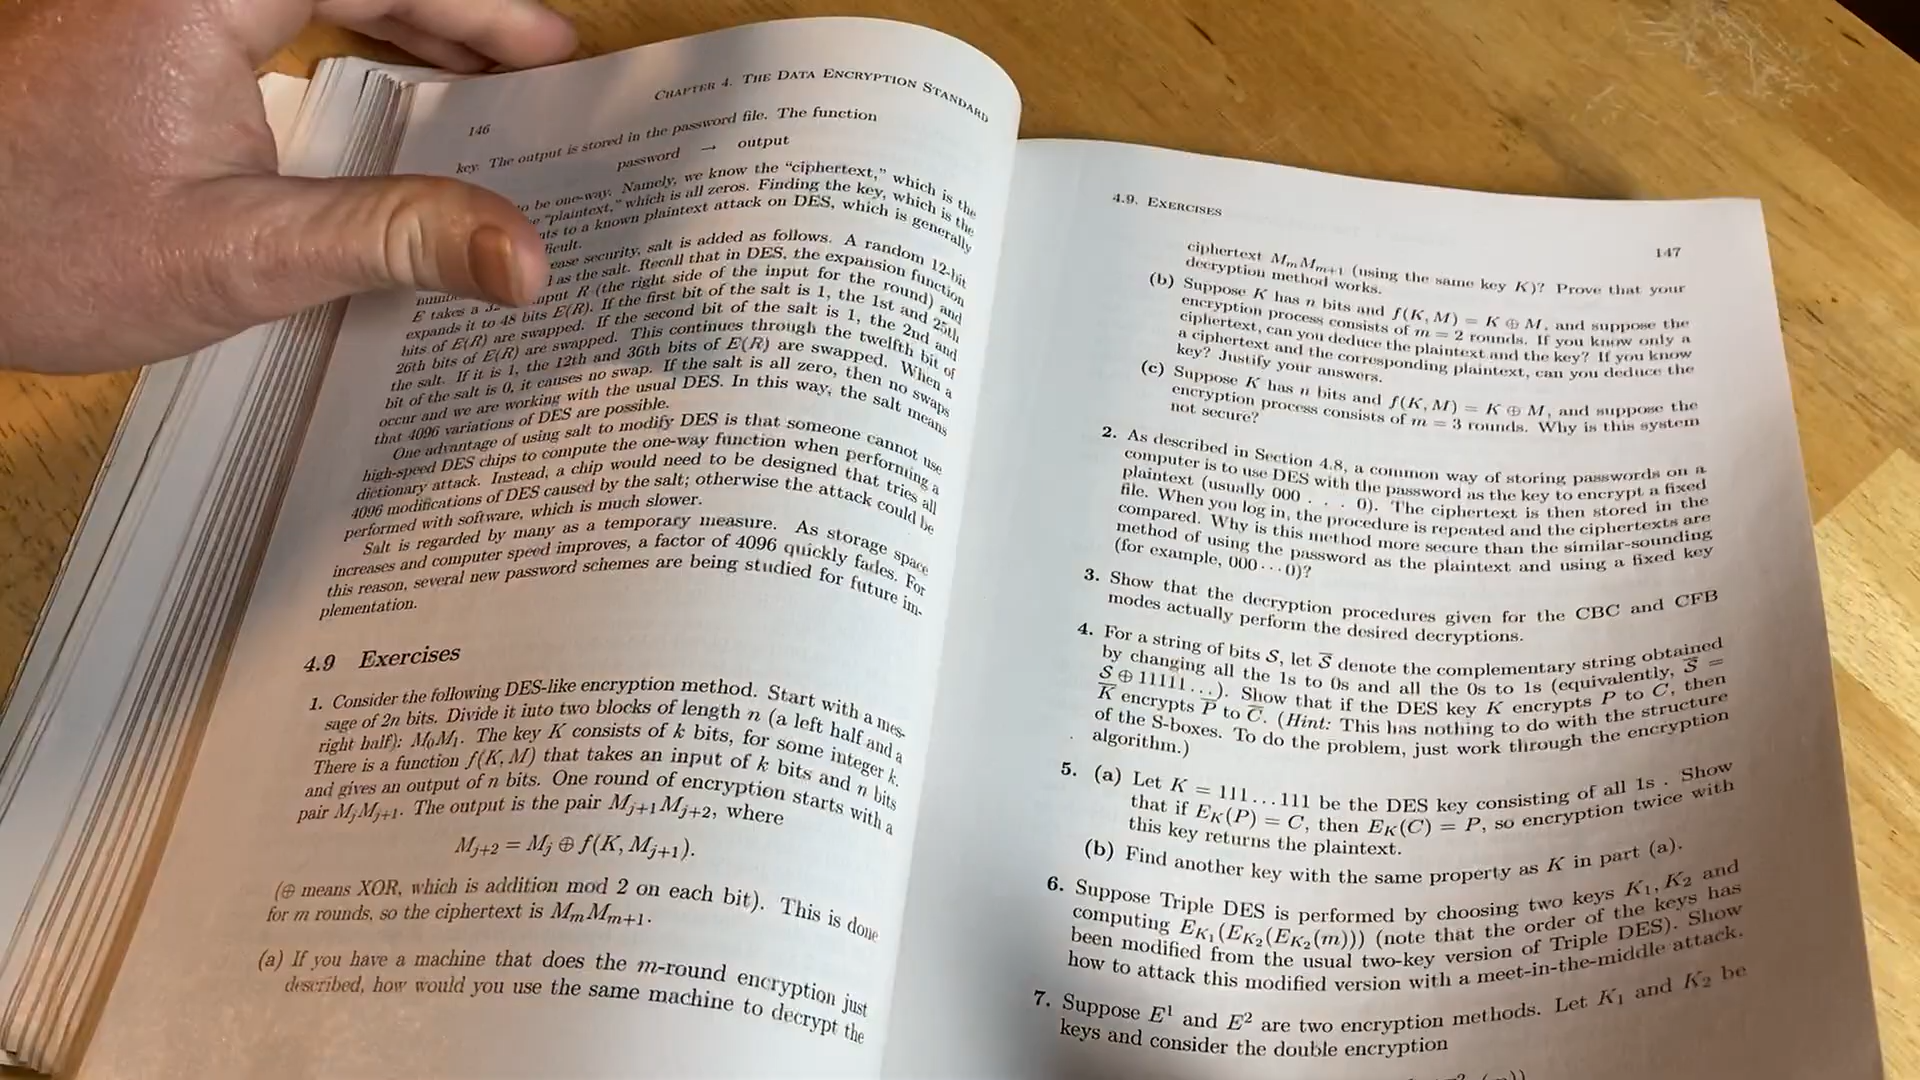 146
CHAPTER 4. THE DATA ENCRYPTION STANDARD
key. The output is stored in the password file. The function
password → output
to be one-way. Namely, we know the “ciphertext,” which is the
“plaintext,” which is all zeros. Finding the key, which is the
to a known plaintext attack on DES, which is generally
security, salt is added as follows. A random 12-bit
as the salt. Recall that in DES, the expansion function
E takes a R (the right side of the input for the round) and
expands it to 48 bits E(R). If the first bit of the salt is 1, the 1st and 25th
bits of E(R) are swapped. If the second bit of the salt is 1, the 2nd and
26th bits of E(R) are swapped. This continues through the twelfth bit of
the salt. If it is 1, the 12th and 36th bits of E(R) are swapped. When a
bit of the salt is 0, it causes no swap. If the salt is all zero, then no swaps
occur and we are working with the usual DES. In this way, the salt means
that 4096 variations of DES are possible.
One advantage of using salt to modify DES is that someone cannot use
high-speed DES chips to compute the one-way function when performing a
dictionary attack. Instead, a chip would need to be designed that tries all
4096 modifications of DES caused by the salt; otherwise the attack could be
performed with software, which is much slower.
Salt is regarded by many as a temporary measure. As storage space
increases and computer speed improves, a factor of 4096 quickly fades. For
this reason, several new password schemes are being studied for future im-
plementation.
4.9 Exercises
1. Consider the following DES-like encryption method. Start with a mes-
sage of 2n bits. Divide it into two blocks of length n (a left half and a
right half): M₀M₁. The key K consists of k bits, for some integer k.
There is a function f(K, M) that takes an input of k bits and n bits
and gives an output of n bits. One round of encryption starts with a
pair MⱼMⱼ₊₁. The output is the pair Mⱼ₊₁Mⱼ₊₂, where
Mⱼ₊₂ = Mⱼ ⊕ f(K, Mⱼ₊₁).
(⊕ means XOR, which is addition mod 2 on each bit). This is done
for m rounds, so the ciphertext is MₘMₘ₊₁.
(a) If you have a machine that does the m-round encryption just
described, how would you use the same machine to decrypt the
4.9. EXERCISES
147
ciphertext MₘMₘ₊₁ (using the same key K)? Prove that your
decryption method works.
(b) Suppose K has n bits and f(K, M) = K ⊕ M, and suppose the
encryption process consists of m = 2 rounds. If you know only a
ciphertext, can you deduce the plaintext and the key? If you know
a ciphertext and the corresponding plaintext, can you deduce the
key? Justify your answers.
(c) Suppose K has n bits and f(K, M) = K ⊕ M, and suppose the
encryption process consists of m = 3 rounds. Why is this system
not secure?
2. As described in Section 4.8, a common way of storing passwords on a
computer is to use DES with the password as the key to encrypt a fixed
plaintext (usually 000 . . . 0). The ciphertext is then stored in the
file. When you log in, the procedure is repeated and the ciphertexts are
compared. Why is this method more secure than the similar-sounding
method of using the password as the plaintext and using a fixed key
(for example, 000 . . . 0)?
3. Show that the decryption procedures given for the CBC and CFB
modes actually perform the desired decryptions.
4. For a string of bits S, let S̅ denote the complementary string obtained
by changing all the 1s to 0s and all the 0s to 1s (equivalently, S̅ =
S ⊕ 11111 . . .). Show that if the DES key K encrypts P to C, then
K̅ encrypts P̅ to C̅. (Hint: This has nothing to do with the structure
of the S-boxes. To do the problem, just work through the encryption
algorithm.)
5. (a) Let K = 111 . . . 111 be the DES key consisting of all 1s . Show
that if E_K(P) = C, then E_K(C) = P, so encryption twice with
this key returns the plaintext.
(b) Find another key with the same property as K in part (a).
6. Suppose Triple DES is performed by choosing two keys K₁, K₂ and
computing E_K₁(E_K₂(E_K₂(m))) (note that the order of the keys has
been modified from the usual two-key version of Triple DES). Show
how to attack this modified version with a meet-in-the-middle attack.
7. Suppose E¹ and E² are two encryption methods. Let K₁ and K₂ be
keys and consider the double encryption